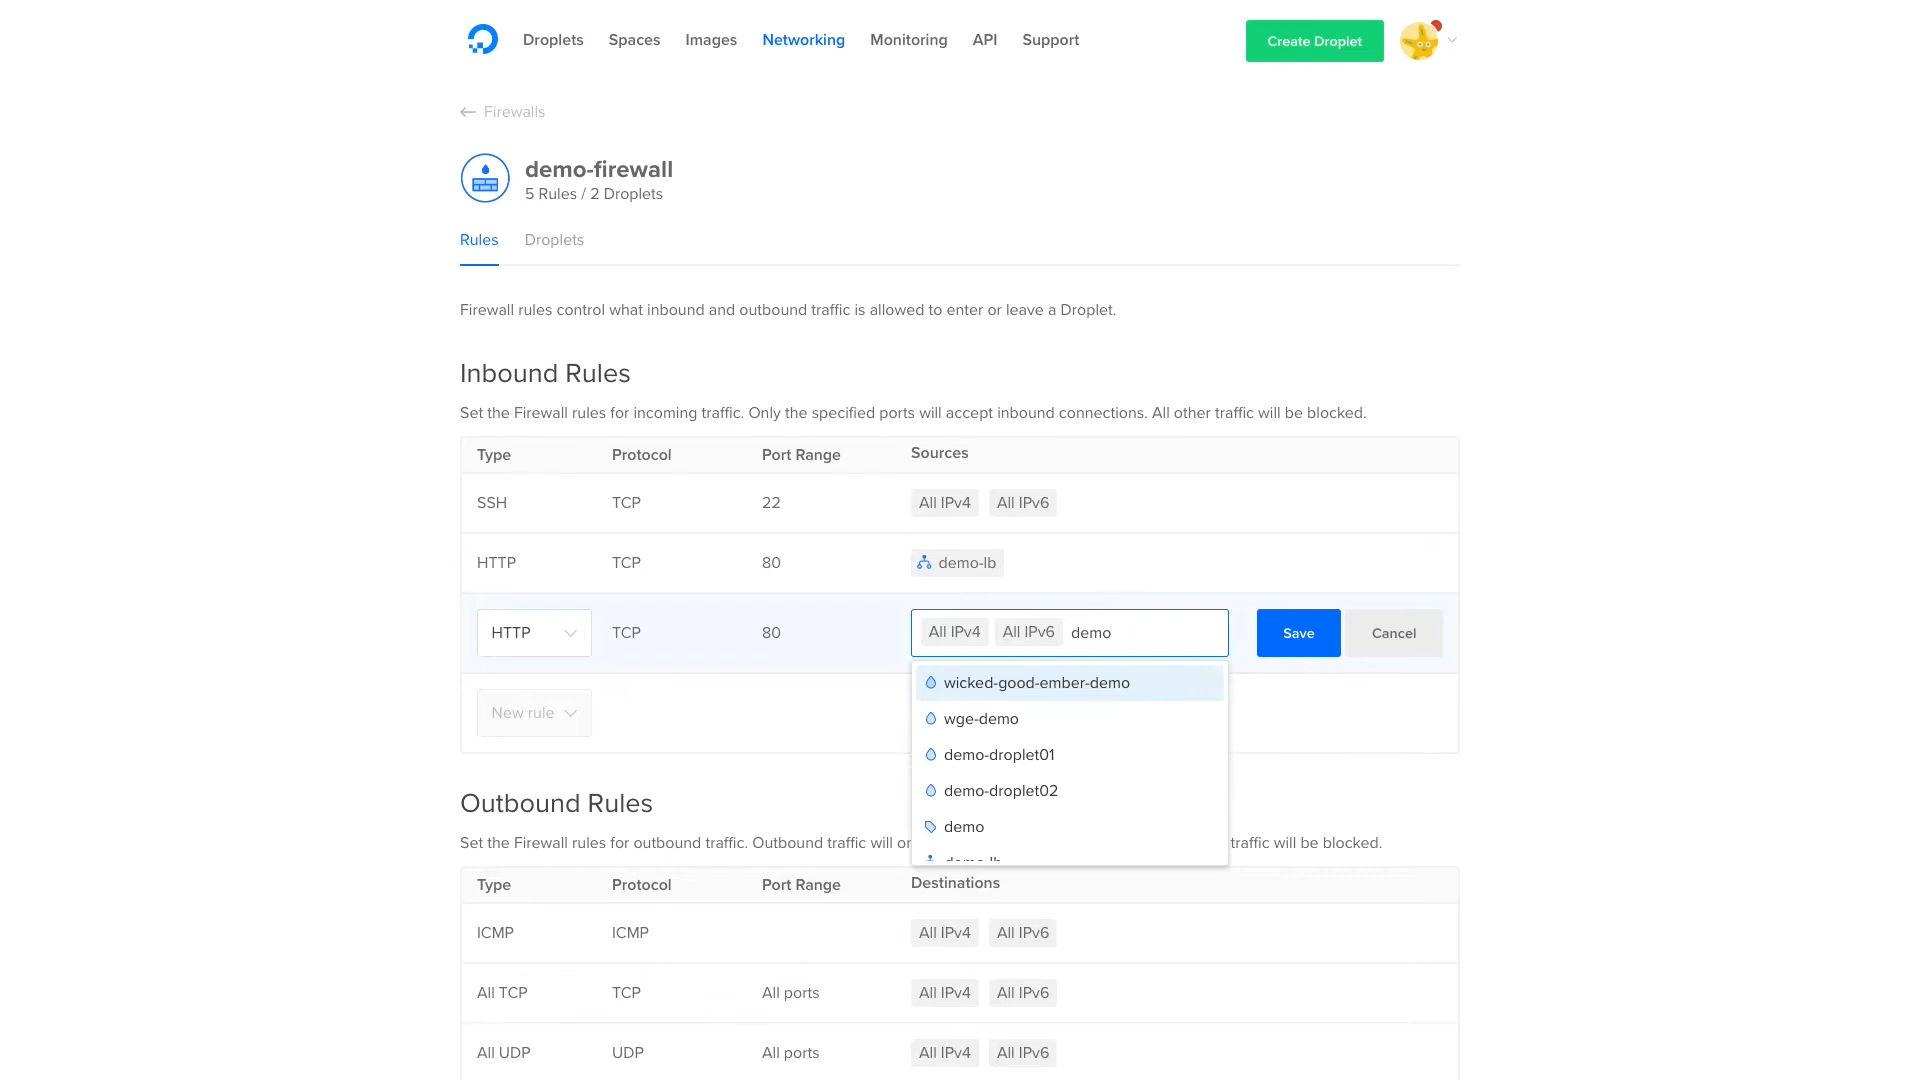 Droplets Spaces Images Networking Monitoring API Support Create Droplet
Firewalls
demo-firewall
5 Rules / 2 Droplets
Rules Droplets
Firewall rules control what inbound and outbound traffic is allowed to enter or leave a Droplet.
Inbound Rules
Set the Firewall rules for incoming traffic. Only the specified ports will accept inbound connections. All other traffic will be blocked.
Type Protocol Port Range Sources
SSH TCP 22 All IPv4 All IPv6
HTTP TCP 80 demo-lb
HTTP TCP 80 All IPv4 All IPv6 demo Save Cancel
wicked-good-ember-demo
New rule
wge-demo
demo-droplet01
demo-droplet02
demo
demo-lb
Outbound Rules
Set the Firewall rules for outbound traffic. Outbound traffic will traffic will be blocked.
Type Protocol Port Range Destinations
ICMP ICMP All IPv4 All IPv6
All TCP TCP All ports All IPv4 All IPv6
All UDP UDP All ports All IPv4 All IPv6